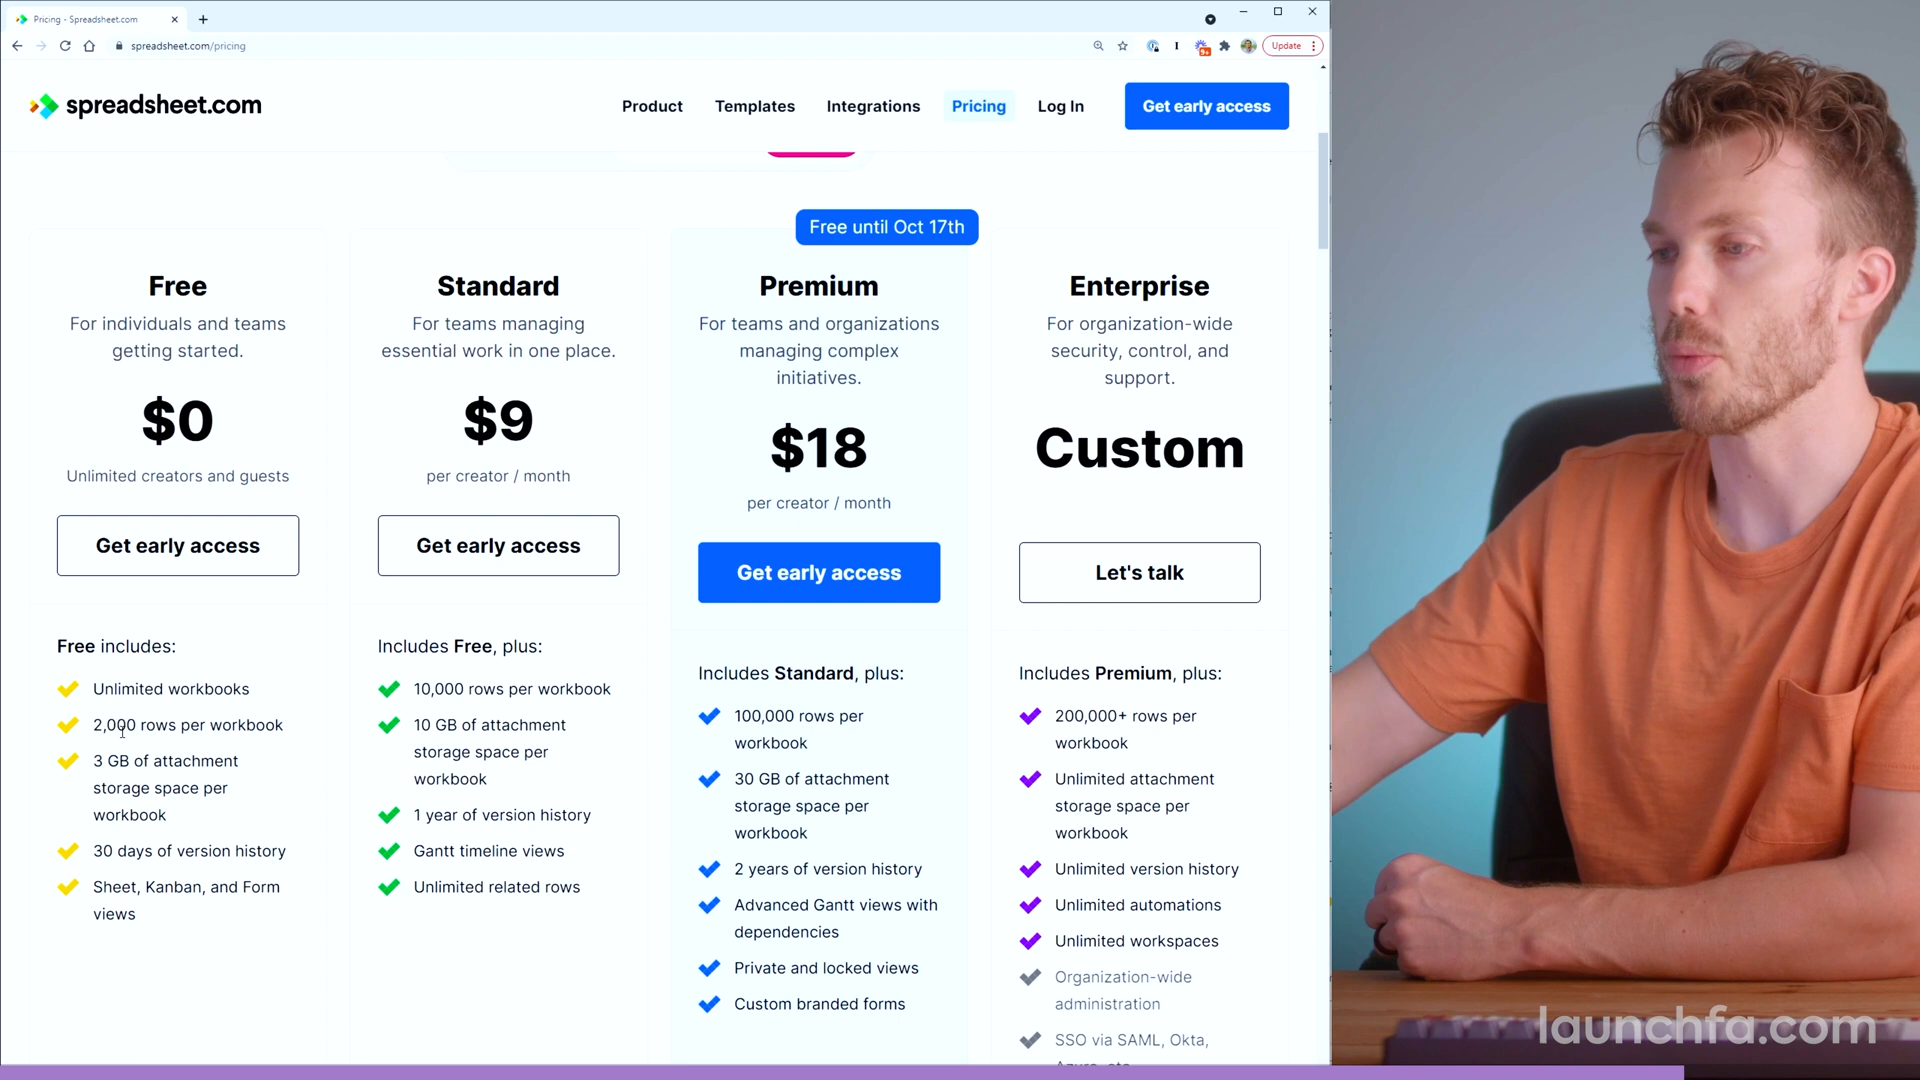 Pricing - Spreadsheet.com
spreadsheet.com/pricing
Update
spreadsheet.com
Product
Templates
Integrations
Pricing
Log In
Get early access
Free until Oct 17th
Free
For individuals and teams
getting started.
$0
Unlimited creators and guests
Get early access
Free includes:
Unlimited workbooks
2,000 rows per workbook
3 GB of attachment
storage space per
workbook
30 days of version history
Sheet, Kanban, and Form
views
Standard
For teams managing
essential work in one place.
$9
per creator / month
Get early access
Includes Free, plus:
10,000 rows per workbook
10 GB of attachment
storage space per
workbook
1 year of version history
Gantt timeline views
Unlimited related rows
Premium
For teams and organizations
managing complex
initiatives.
$18
per creator / month
Get early access
Includes Standard, plus:
100,000 rows per
workbook
30 GB of attachment
storage space per
workbook
2 years of version history
Advanced Gantt views with
dependencies
Private and locked views
Custom branded forms
Enterprise
For organization-wide
security, control, and
support.
Custom
Let's talk
Includes Premium, plus:
200,000+ rows per
workbook
Unlimited attachment
storage space per
workbook
Unlimited version history
Unlimited automations
Unlimited workspaces
Organization-wide
administration
SSO via SAML, Okta,
launchfa.com